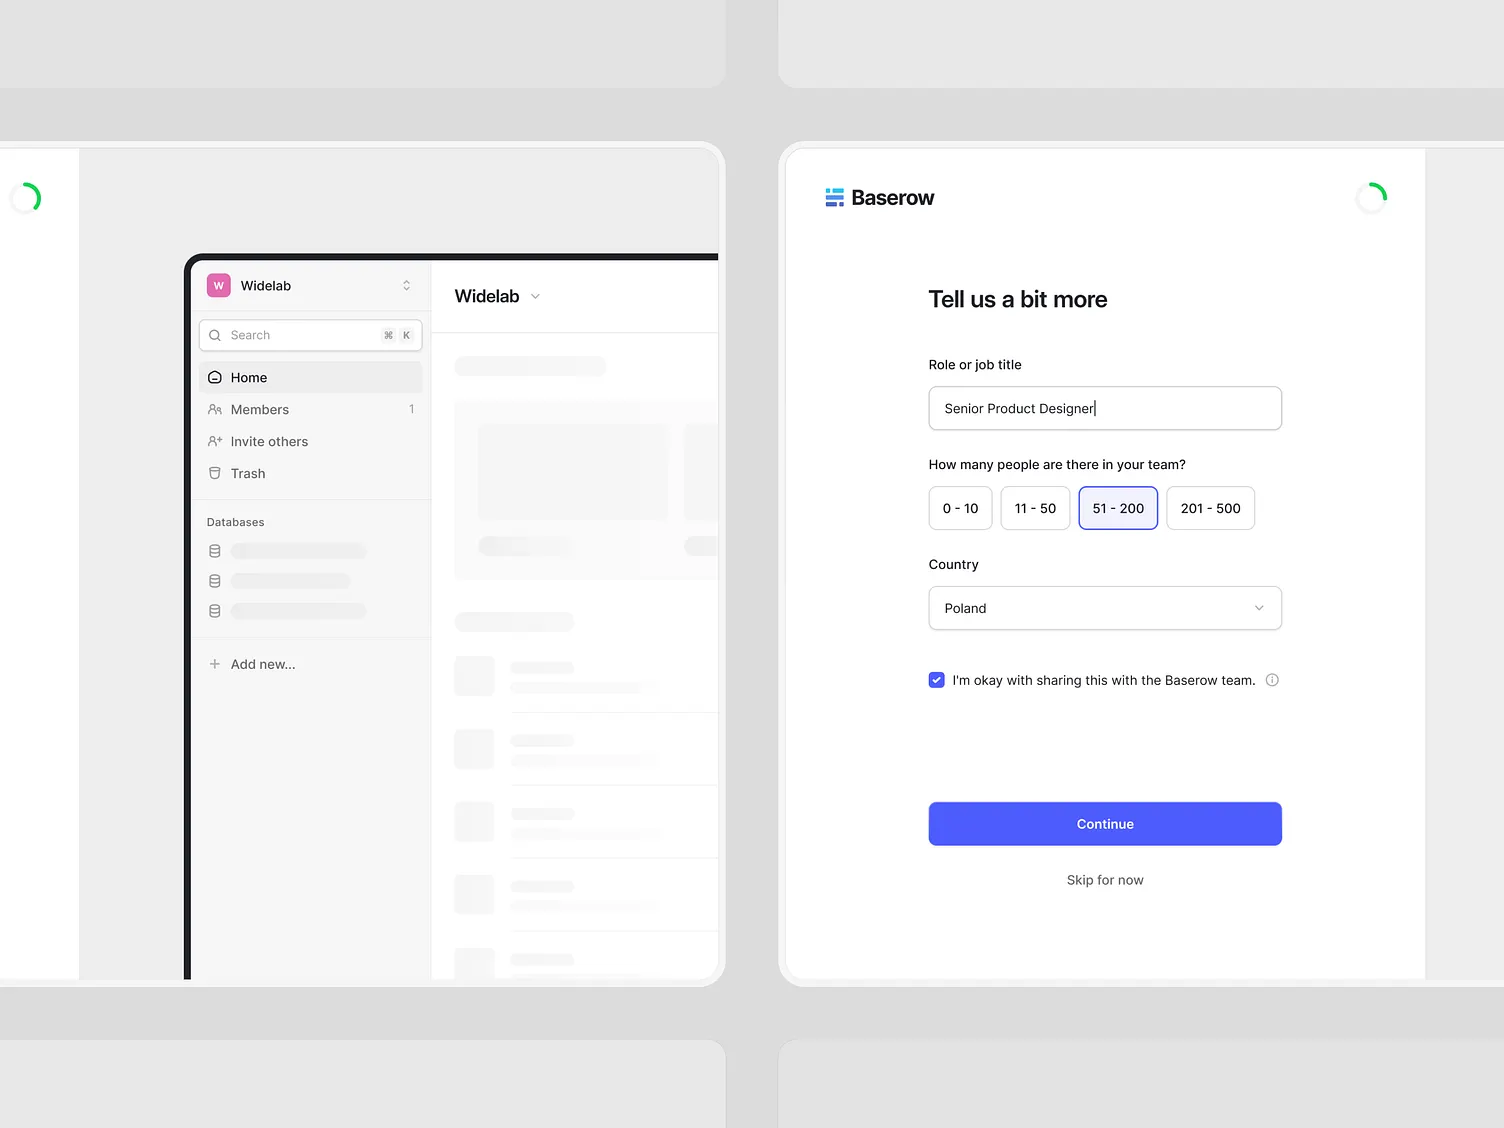 W Widelab
Search ⌘ K
Home
Members 1
Invite others
Trash
Databases
Add new...
Widelab
Baserow
Tell us a bit more
Role or job title
Senior Product Designer
How many people are there in your team?
0 - 10 11 - 50 51 - 200 201 - 500
Country
Poland
I'm okay with sharing this with the Baserow team.
Continue
Skip for now